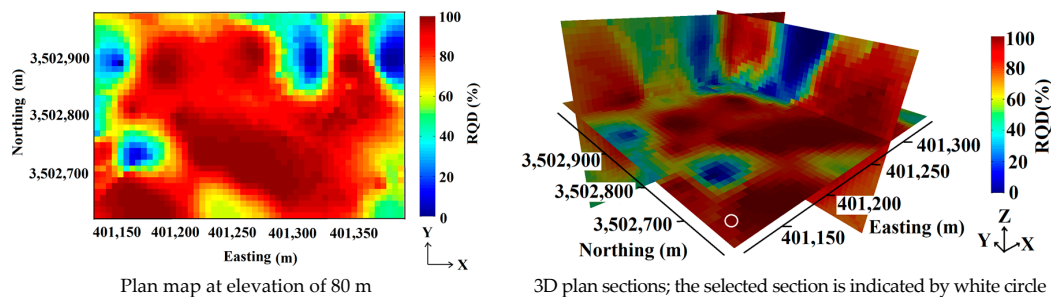 100
80
60
40
20
0
RQD (%)
3,502,900
3,502,800
3,502,700
Northing (m)
401,150 401,200 401,250 401,300 401,350
Easting (m)
Y
X
Plan map at elevation of 80 m
100
80
60
40
20
0
RQD(%)
3,502,900
3,502,800
3,502,700
Northing (m)
401,300
401,250
401,200
401,150
Easting (m)
Z
Y
X
3D plan sections; the selected section is indicated by white circle